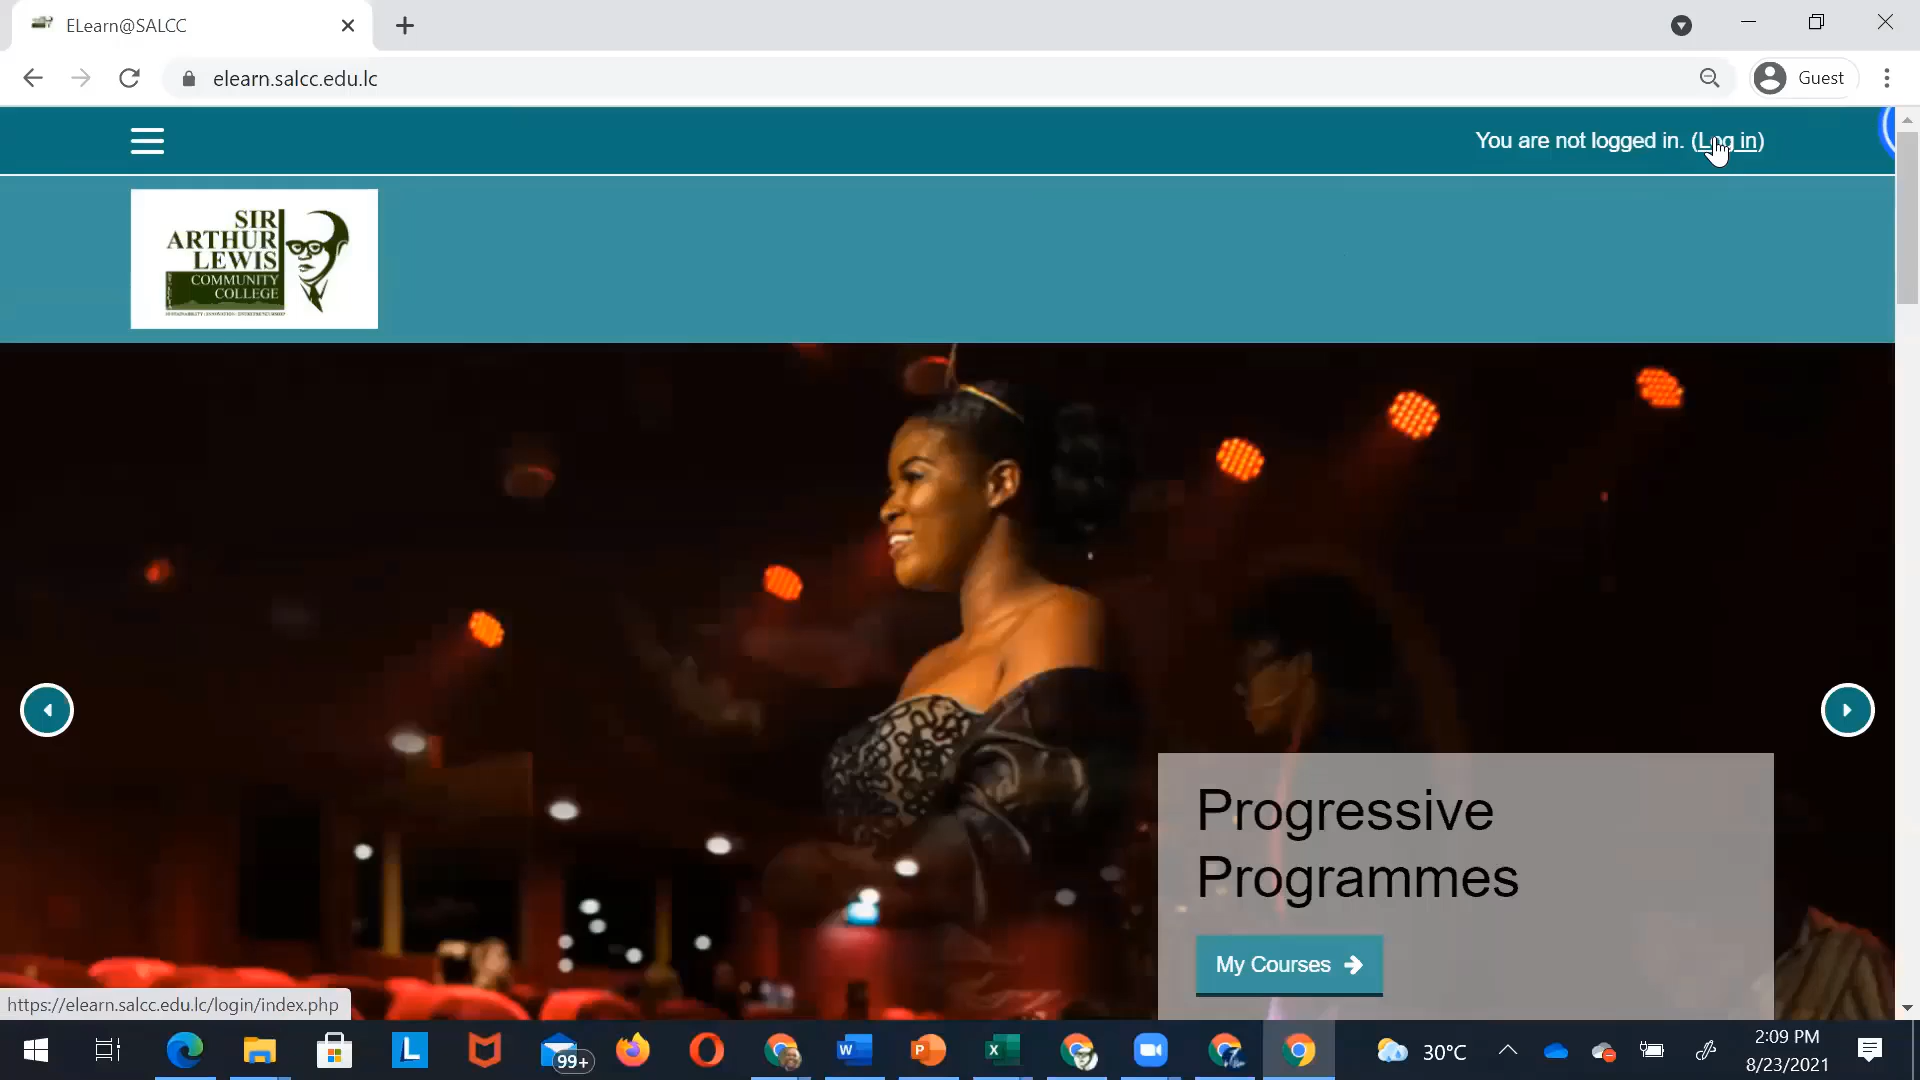 ELearn@SALCC
elearn.salcc.edu.lc
Guest
You are not logged in. (Log in)
SIR
ARTHUR
LEWIS
COMMUNITY
COLLEGE
Progressive
Programmes
My Courses
https://elearn.salcc.edu.lc/login/index.php
99+
30°C
2:09 PM
8/23/2021